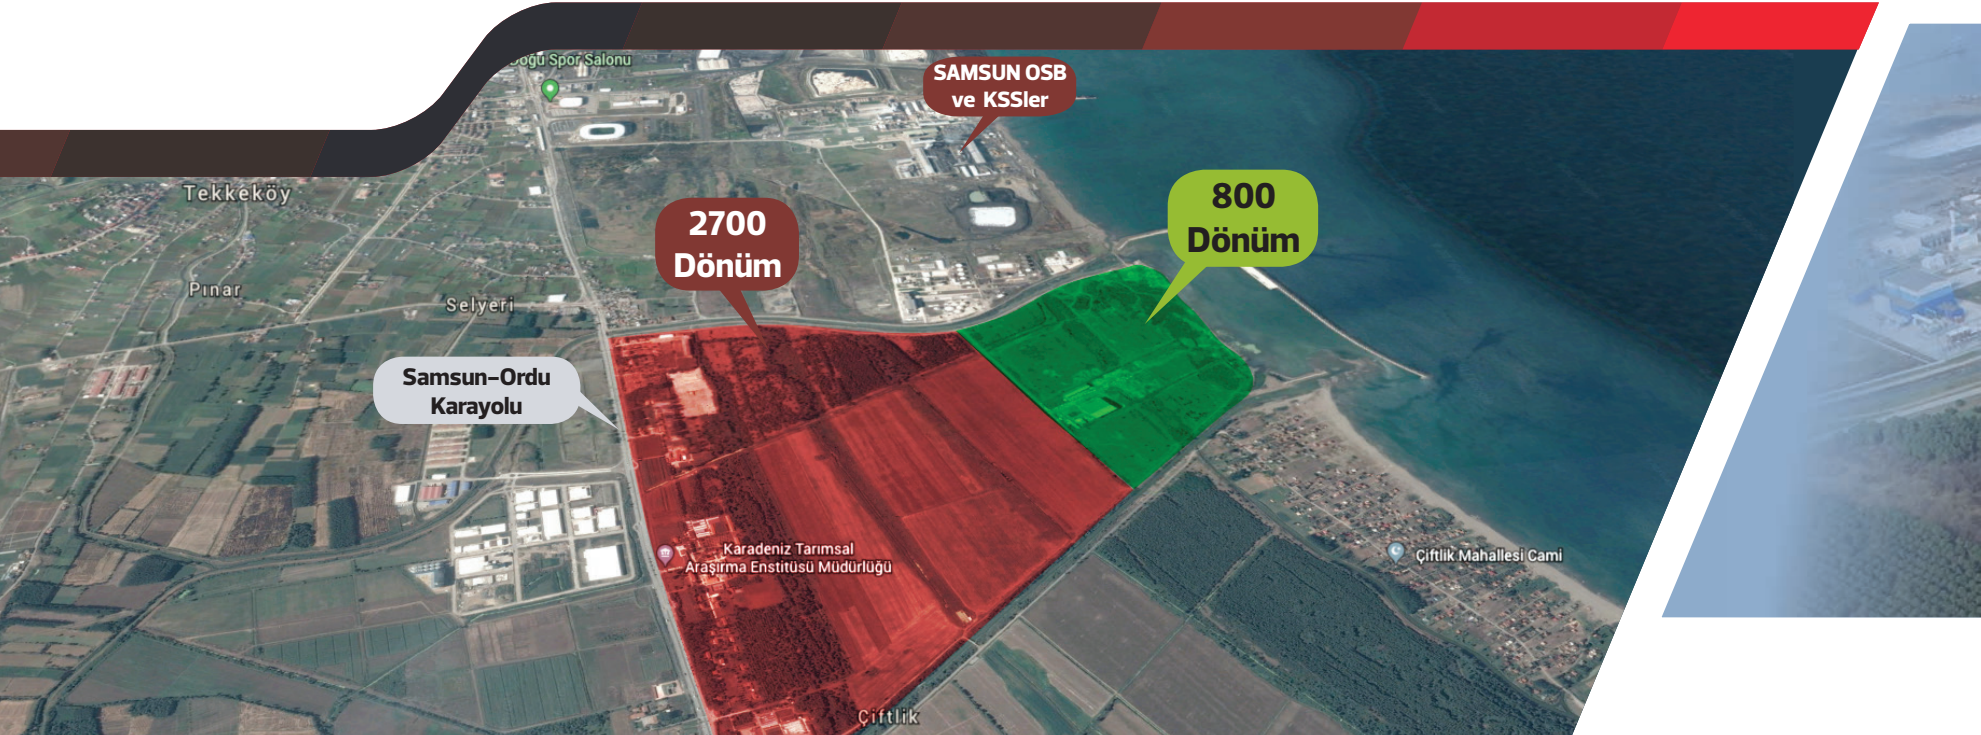 Doğu Spor Salonu
SAMSUN OSB
ve KSSler
Tekkeköy
2700
Dönüm
800
Dönüm
Pınar
Selyeri
Samsun-Ordu
Karayolu
Karadeniz Tarımsal
Araşırma Enstitüsü Müdürlüğü
Çiftlik Mahallesi Cami
Çiftlik